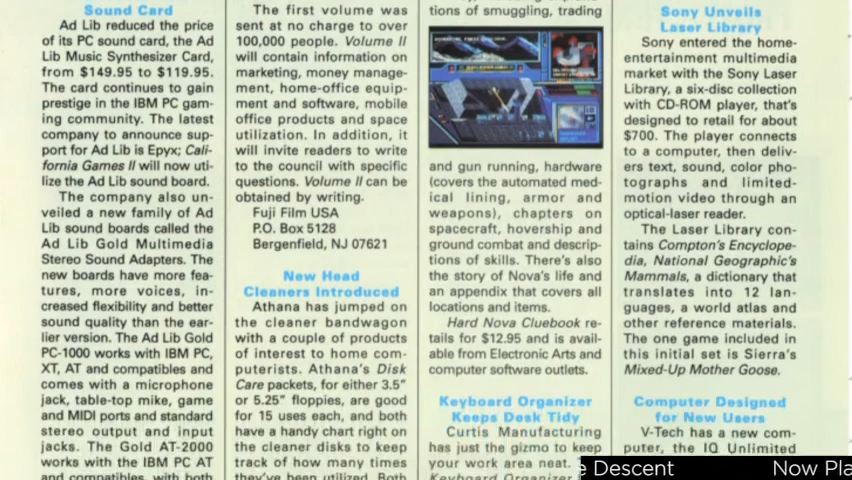 Sound Card
Ad Lib reduced the price
of its PC sound card, the Ad
Lib Music Synthesizer Card,
from $149.95 to $119.95.
The card continues to gain
prestige in the IBM PC gam-
ing community. The latest
company to announce sup-
port for Ad Lib is Epyx; Cali-
fornia Games II will now uti-
lize the Ad Lib sound board.
The company also un-
veiled a new family of Ad
Lib sound boards called the
Ad Lib Gold Multimedia
Stereo Sound Adapters. The
new boards have more fea-
tures, more voices, in-
creased flexibility and better
sound quality than the ear-
lier version. The Ad Lib Gold
PC-1000 works with IBM PC,
XT, AT and compatibles and
comes with a microphone
jack, table-top mike, game
and MIDI ports and standard
stereo output and input
jacks. The Gold AT-2000
works with the IBM PC AT
and compatibles, with both
The first volume was
sent at no charge to over
100,000 people. Volume II
will contain information on
marketing, money manage-
ment, home-office equip-
ment and software, mobile
office products and space
utilization. In addition, it
will invite readers to write
to the council with specific
questions. Volume II can be
obtained by writing.
Fuji Film USA
P.O. Box 5128
Bergenfield, NJ 07621
New Head
Cleaners Introduced
Athana has jumped on
the cleaner bandwagon
with a couple of products
of interest to home com-
puterists. Athana's Disk
Care packets, for either 3.5"
or 5.25" floppies, are good
for 15 uses each, and both
have a handy chart right on
the cleaner disks to keep
track of how many times
they've been utilized. Both
tions of smuggling, trading
and gun running, hardware
(covers the automated med-
ical lining, armor and
weapons), chapters on
spacecraft, hovership and
ground combat and descrip-
tions of skills. There's also
the story of Nova's life and
an appendix that covers all
locations and items.
Hard Nova Cluebook re-
tails for $12.95 and is avail-
able from Electronic Arts and
computer software outlets.
Keyboard Organizer
Keeps Desk Tidy
Curtis Manufacturing
has just the gizmo to keep
your work area neat.
Keyboard Organizer
Sony Unveils
Laser Library
Sony entered the home-
entertainment multimedia
market with the Sony Laser
Library, a six-disc collection
with CD-ROM player, that's
designed to retail for about
$700. The player connects
to a computer, then deliv-
ers text, sound, color pho-
tographs and limited-
motion video through an
optical-laser reader.
The Laser Library con-
tains Compton's Encyclope-
dia, National Geographic's
Mammals, a dictionary that
translates into 12 lan-
guages, a world atlas and
other reference materials.
The one game included in
this initial set is Sierra's
Mixed-Up Mother Goose.
Computer Designed
for New Users
V-Tech has a new com-
puter, the IQ Unlimited
e Descent
Now Pla